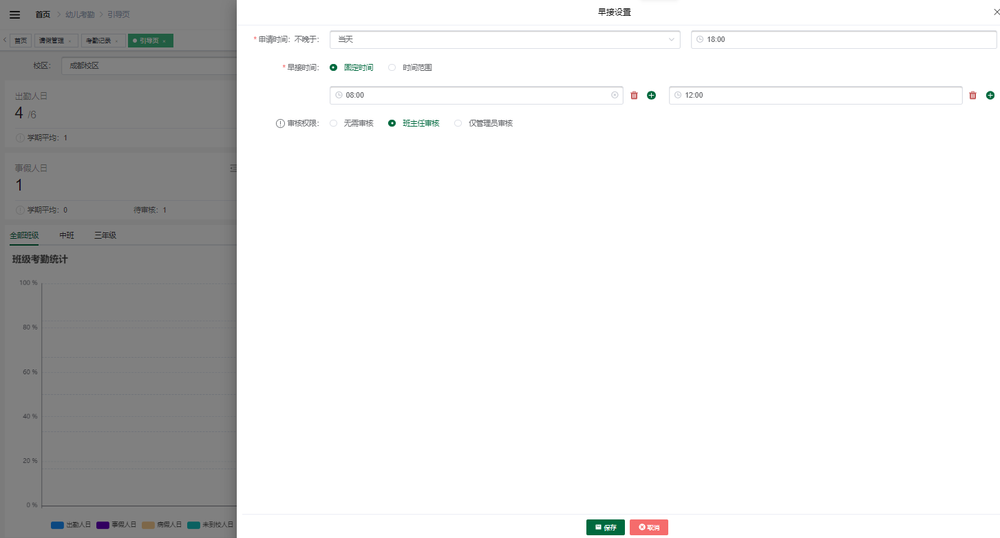 早接设置
首页 > 幼儿考勤 > 引导页
首页 请假管理 × 考勤记录 × 引导页 ×
校区： 成都校区
出勤人日
4 /6
学期平均：1
事假人日
1
学期平均：0 待审核：1
全部班级 中班 三年级
班级考勤统计
100 %
80 %
60 %
40 %
20 %
0 %
出勤人日 事假人日 病假人日 未到校人日
* 申请时间：不晚于： 当天 18:00
* 早接时间： 固定时间 时间范围
08:00 12:00
审核权限： 无需审核 班主任审核 仅管理员审核
保存 取消